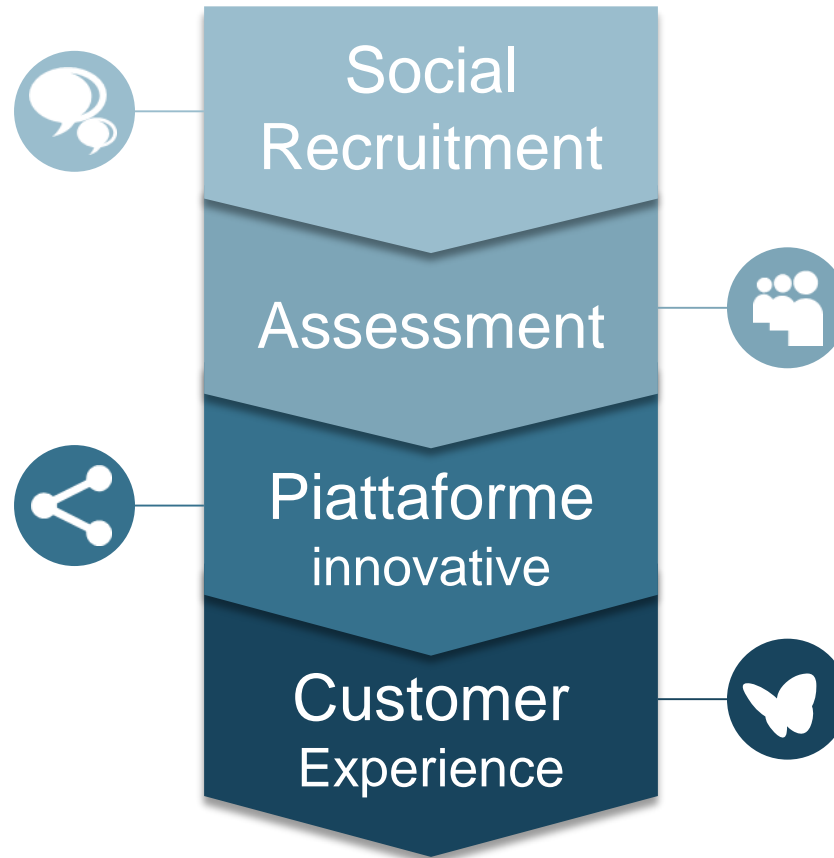 Social
Recruitment
Assessment
Piattaforme
innovative
Customer
Experience